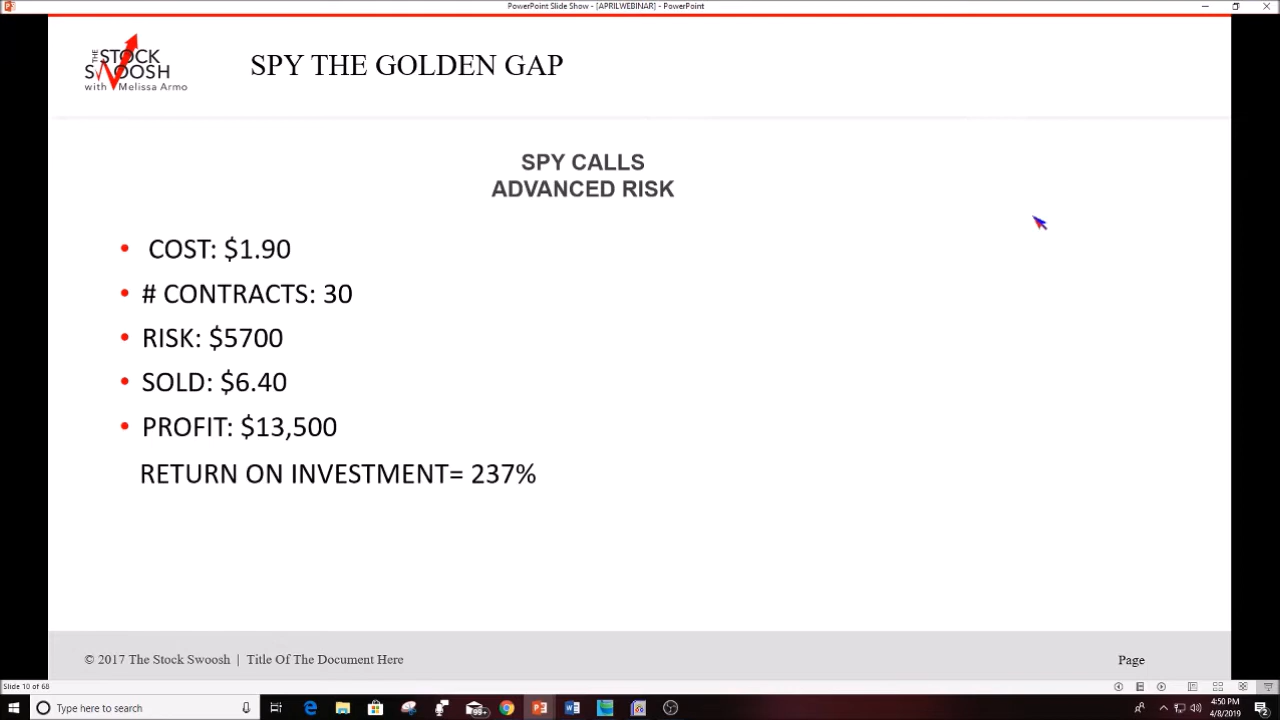 PowerPoint Slide Show - [APRILWEBINAR] - PowerPoint
THE STOCK
SWOOSH
with Melissa Armo
SPY THE GOLDEN GAP
SPY CALLS
ADVANCED RISK
• COST: $1.90
• # CONTRACTS: 30
• RISK: $5700
• SOLD: $6.40
• PROFIT: $13,500
RETURN ON INVESTMENT= 237%
© 2017 The Stock Swoosh | Title Of The Document Here
Page
Slide 10 of 68
Type here to search
99+
4:50 PM
4/8/2019
2